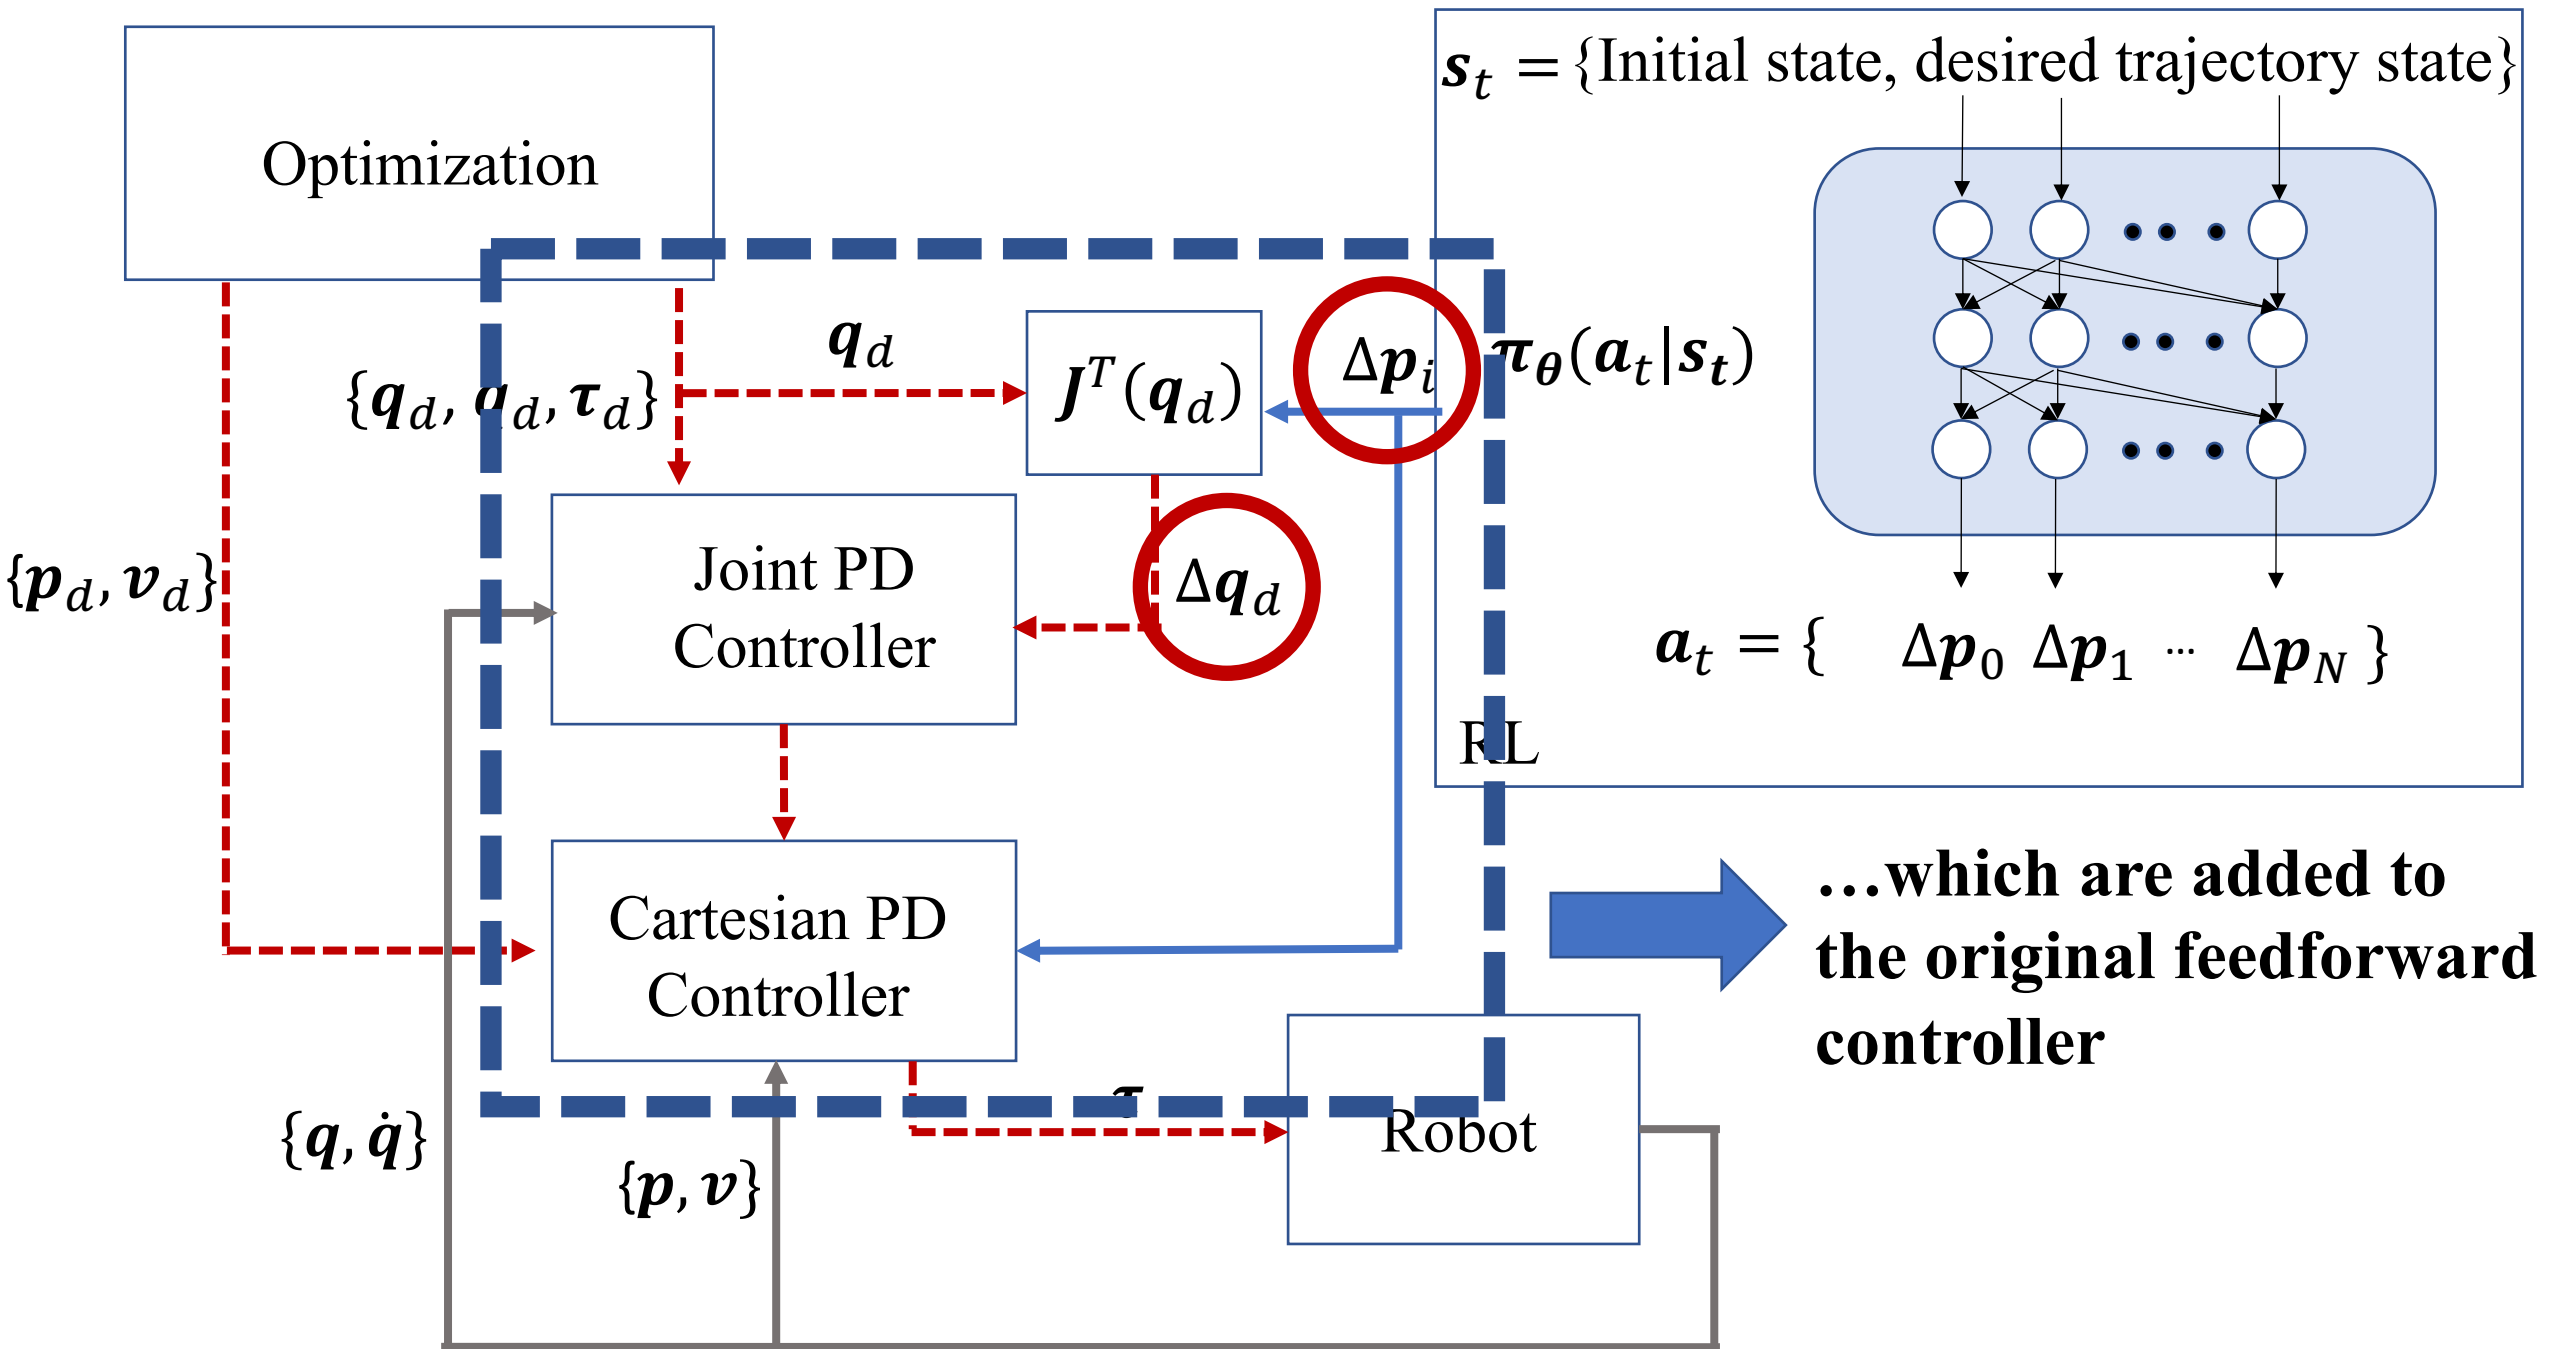 Optimization
s_t = {Initial state, desired trajectory state}
q_d
{q_d, q_d, τ_d}
J^T(q_d)
Δp_i
π_θ(a_t|s_t)
{p_d, v_d}
Joint PD
Controller
Δq_d
a_t = { Δp_0 Δp_1 ... Δp_N }
RL
Cartesian PD
Controller
…which are added to
the original feedforward
controller
τ
Robot
{q, q̇}
{p, v}